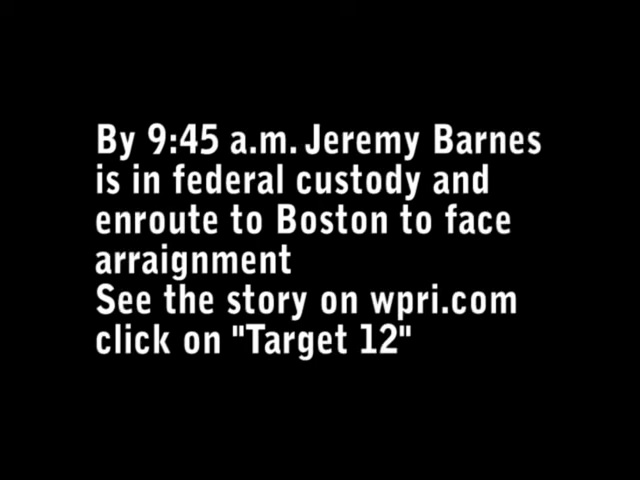 By 9:45 a.m. Jeremy Barnes
is in federal custody and
enroute to Boston to face
arraignment
See the story on wpri.com
click on "Target 12"